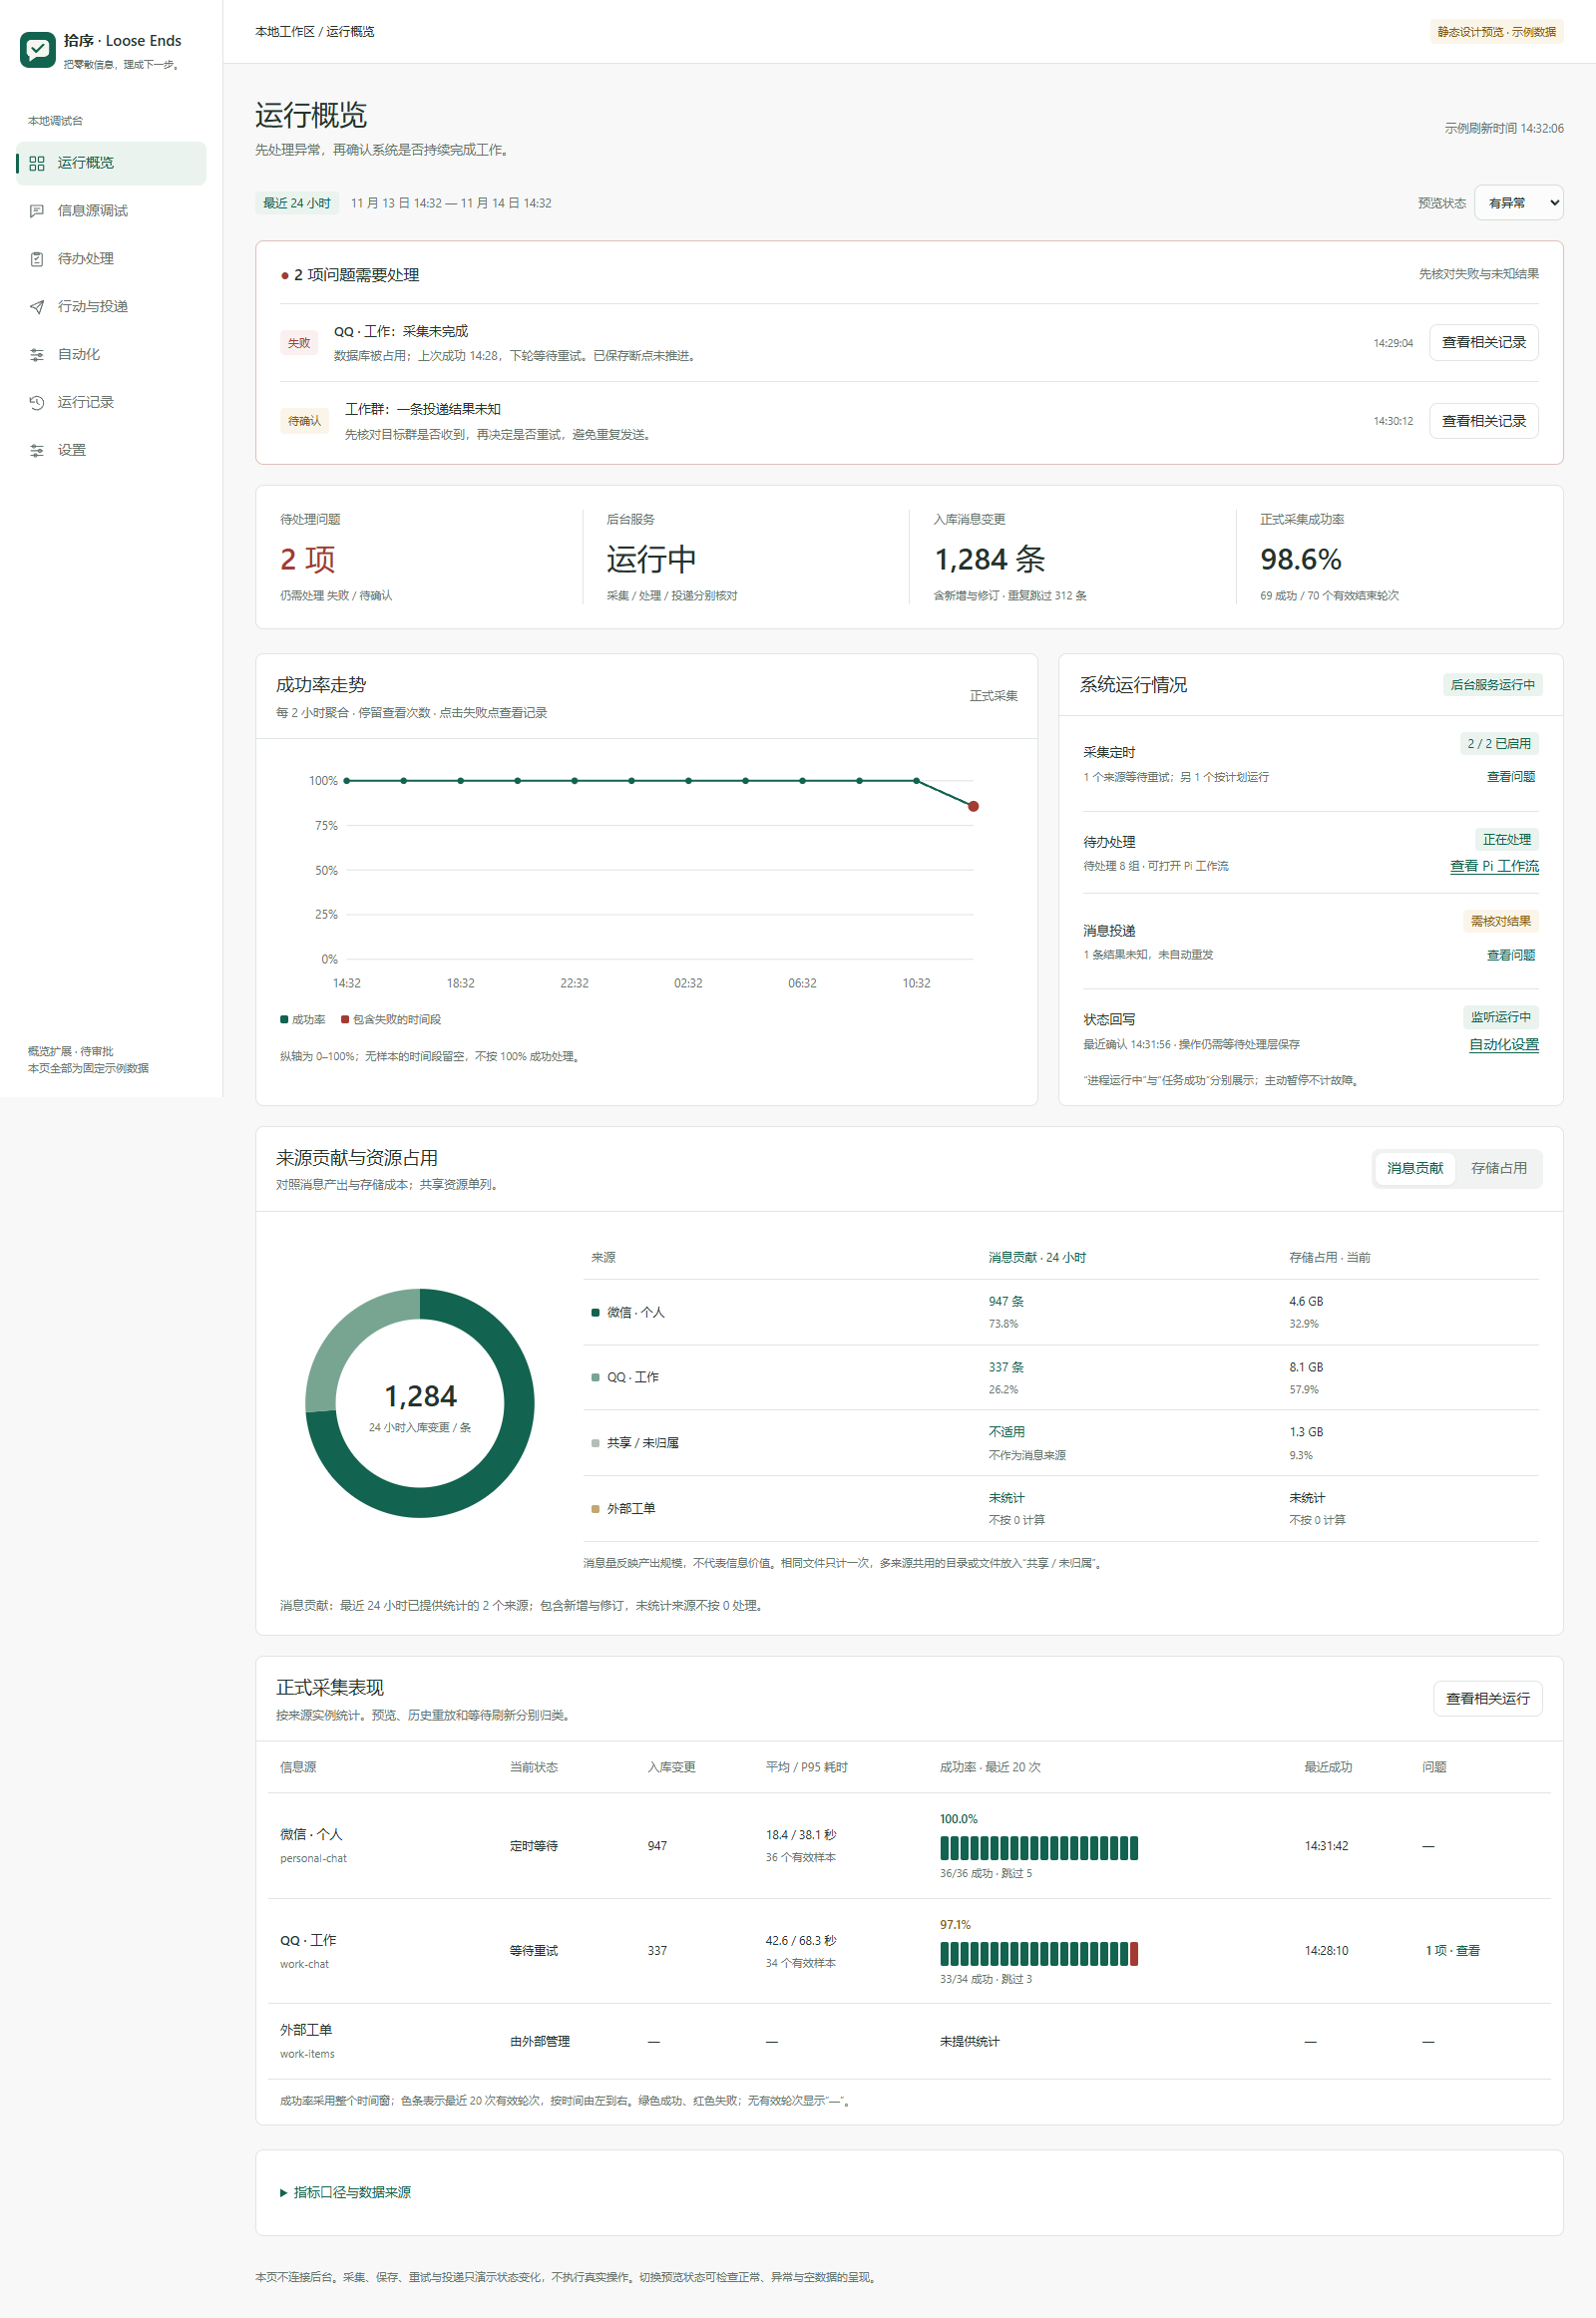 拾序 · Loose Ends
把零散信息，理成下一步。
本地调试台
运行概览
信息源调试
待办处理
行动与投递
自动化
运行记录
设置
概览扩展 · 待审批
本页全部为固定示例数据
本地工作区 / 运行概览
静态设计预览 · 示例数据
运行概览
先处理异常，再确认系统是否持续完成工作。
示例刷新时间 14:32:06
最近 24 小时
11 月 13 日 14:32 — 11 月 14 日 14:32
预览状态
有异常
2 项问题需要处理
先核对失败与未知结果
失败
QQ · 工作：采集未完成
数据库被占用；上次成功 14:28，下轮等待重试。已保存断点未推进。
14:29:04
查看相关记录
待确认
工作群：一条投递结果未知
先核对目标群是否收到，再决定是否重试，避免重复发送。
14:30:12
查看相关记录
待处理问题
2 项
仍需处理 失败 / 待确认
后台服务
运行中
采集 / 处理 / 投递分别核对
入库消息变更
1,284 条
含新增与修订 · 重复跳过 312 条
正式采集成功率
98.6%
69 成功 / 70 个有效结束轮次
成功率走势
每 2 小时聚合 · 停留查看次数 · 点击失败点查看记录
正式采集
100%
75%
50%
25%
0%
14:32
18:32
22:32
02:32
06:32
10:32
成功率
包含失败的时间段
纵轴为 0–100%；无样本的时间段留空，不按 100% 成功处理。
系统运行情况
后台服务运行中
采集定时
1 个来源等待重试；另 1 个按计划运行
2 / 2 已启用
查看问题
待办处理
待处理 8 组 · 可打开 Pi 工作流
正在处理
查看 Pi 工作流
消息投递
1 条结果未知，未自动重发
需核对结果
查看问题
状态回写
最近确认 14:31:56 · 操作仍需等待处理层保存
监听运行中
自动化设置
“进程运行中”与“任务成功”分别展示；主动暂停不计故障。
来源贡献与资源占用
对照消息产出与存储成本；共享资源单列。
消息贡献
存储占用
1,284
24 小时入库变更 / 条
来源
消息贡献 · 24 小时
存储占用 · 当前
微信 · 个人
947 条
73.8%
4.6 GB
32.9%
QQ · 工作
337 条
26.2%
8.1 GB
57.9%
共享 / 未归属
不适用
不作为消息来源
1.3 GB
9.3%
外部工单
未统计
不按 0 计算
未统计
不按 0 计算
消息量反映产出规模，不代表信息价值。相同文件只计一次，多来源共用的目录或文件放入“共享 / 未归属”。
消息贡献：最近 24 小时已提供统计的 2 个来源；包含新增与修订，未统计来源不按 0 处理。
正式采集表现
按来源实例统计。预览、历史重放和等待刷新分别归类。
查看相关运行
信息源
当前状态
入库变更
平均 / P95 耗时
成功率 · 最近 20 次
最近成功
问题
微信 · 个人
personal-chat
定时等待
947
18.4 / 38.1 秒
36 个有效样本
100.0%
36/36 成功 · 跳过 5
14:31:42
—
QQ · 工作
work-chat
等待重试
337
42.6 / 68.3 秒
34 个有效样本
97.1%
33/34 成功 · 跳过 3
14:28:10
1 项 · 查看
外部工单
work-items
由外部管理
—
—
未提供统计
—
—
成功率采用整个时间窗；色条表示最近 20 次有效轮次，按时间由左到右。绿色成功、红色失败；无有效轮次显示“—”。
指标口径与数据来源
本页不连接后台。采集、保存、重试与投递只演示状态变化，不执行真实操作。切换预览状态可检查正常、异常与空数据的呈现。